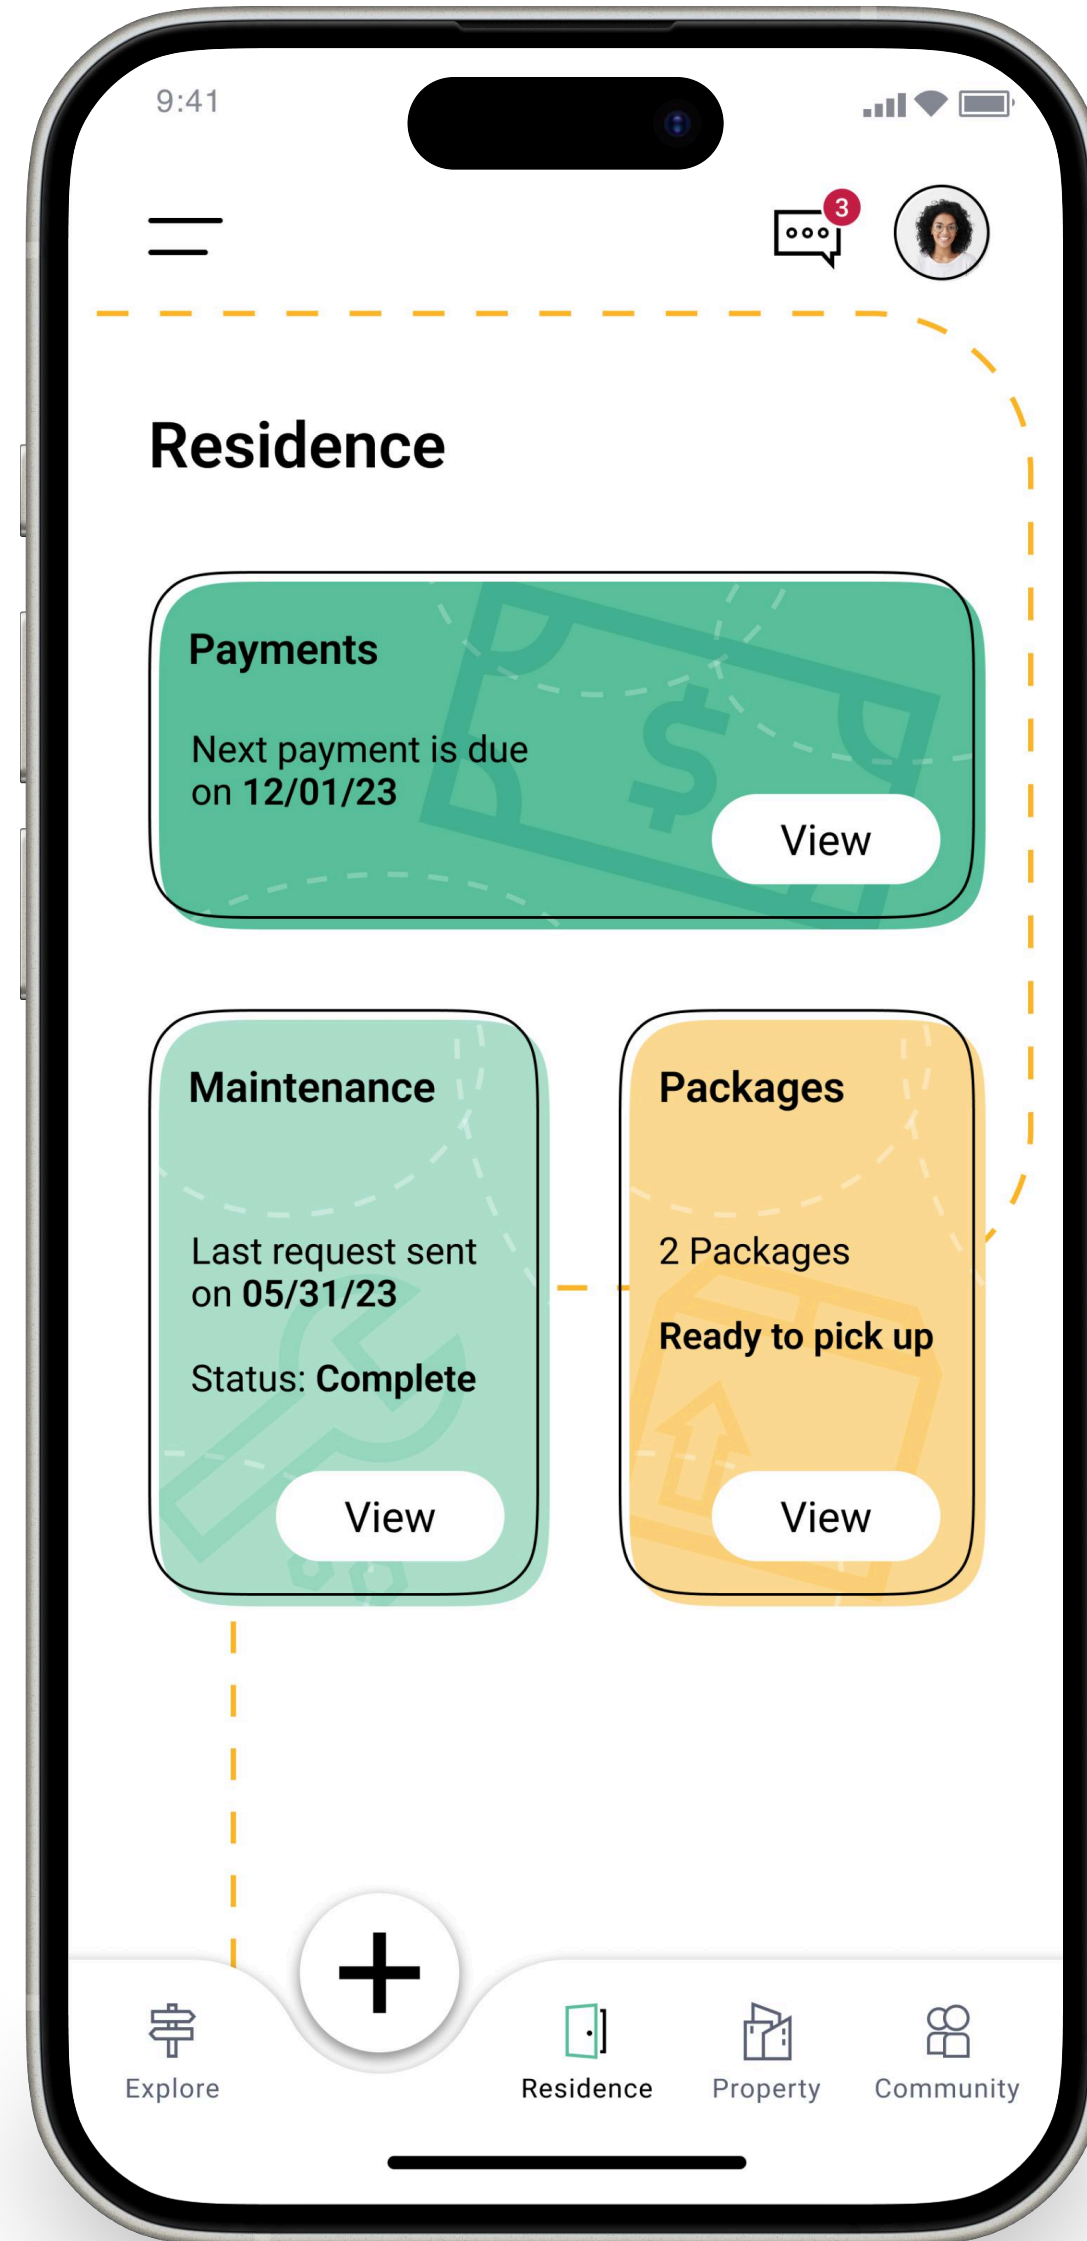 9:41
3
Residence
Payments
Next payment is due
on 12/01/23
View
Maintenance
Last request sent
on 05/31/23
Status: Complete
View
Packages
2 Packages
Ready to pick up
View
Explore
Residence
Property
Community